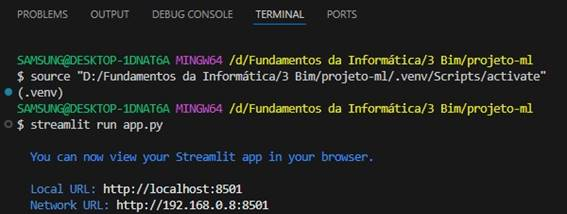 PROBLEMS OUTPUT DEBUG CONSOLE TERMINAL PORTS
SAMSUNG@DESKTOP-1DNAT6A MINGW64 /d/Fundamentos da Informática/3 Bim/projeto-ml
$ source "D:/Fundamentos da Informática/3 Bim/projeto-ml/.venv/Scripts/activate"
(.venv)
SAMSUNG@DESKTOP-1DNAT6A MINGW64 /d/Fundamentos da Informática/3 Bim/projeto-ml
$ streamlit run app.py
You can now view your Streamlit app in your browser.
Local URL: http://localhost:8501
Network URL: http://192.168.0.8:8501